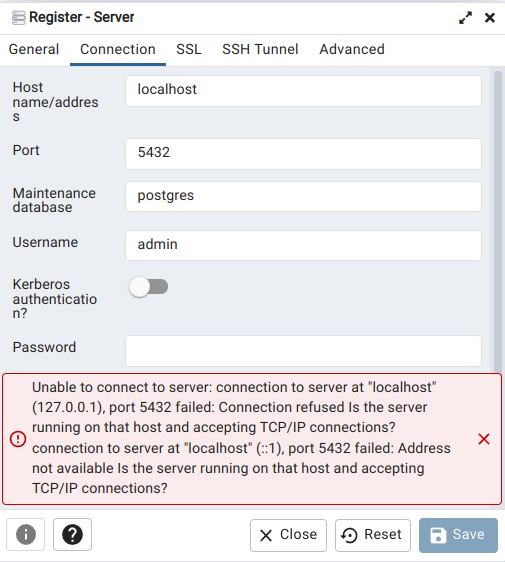 Register - Server
General Connection SSL SSH Tunnel Advanced
Host
name/addres
s
localhost
Port
5432
Maintenance
database
postgres
Username
admin
Kerberos
authenticatio
n?
Password
Unable to connect to server: connection to server at "localhost"
(127.0.0.1), port 5432 failed: Connection refused Is the server
running on that host and accepting TCP/IP connections?
connection to server at "localhost" (::1), port 5432 failed: Address
not available Is the server running on that host and accepting
TCP/IP connections?
Close Reset Save